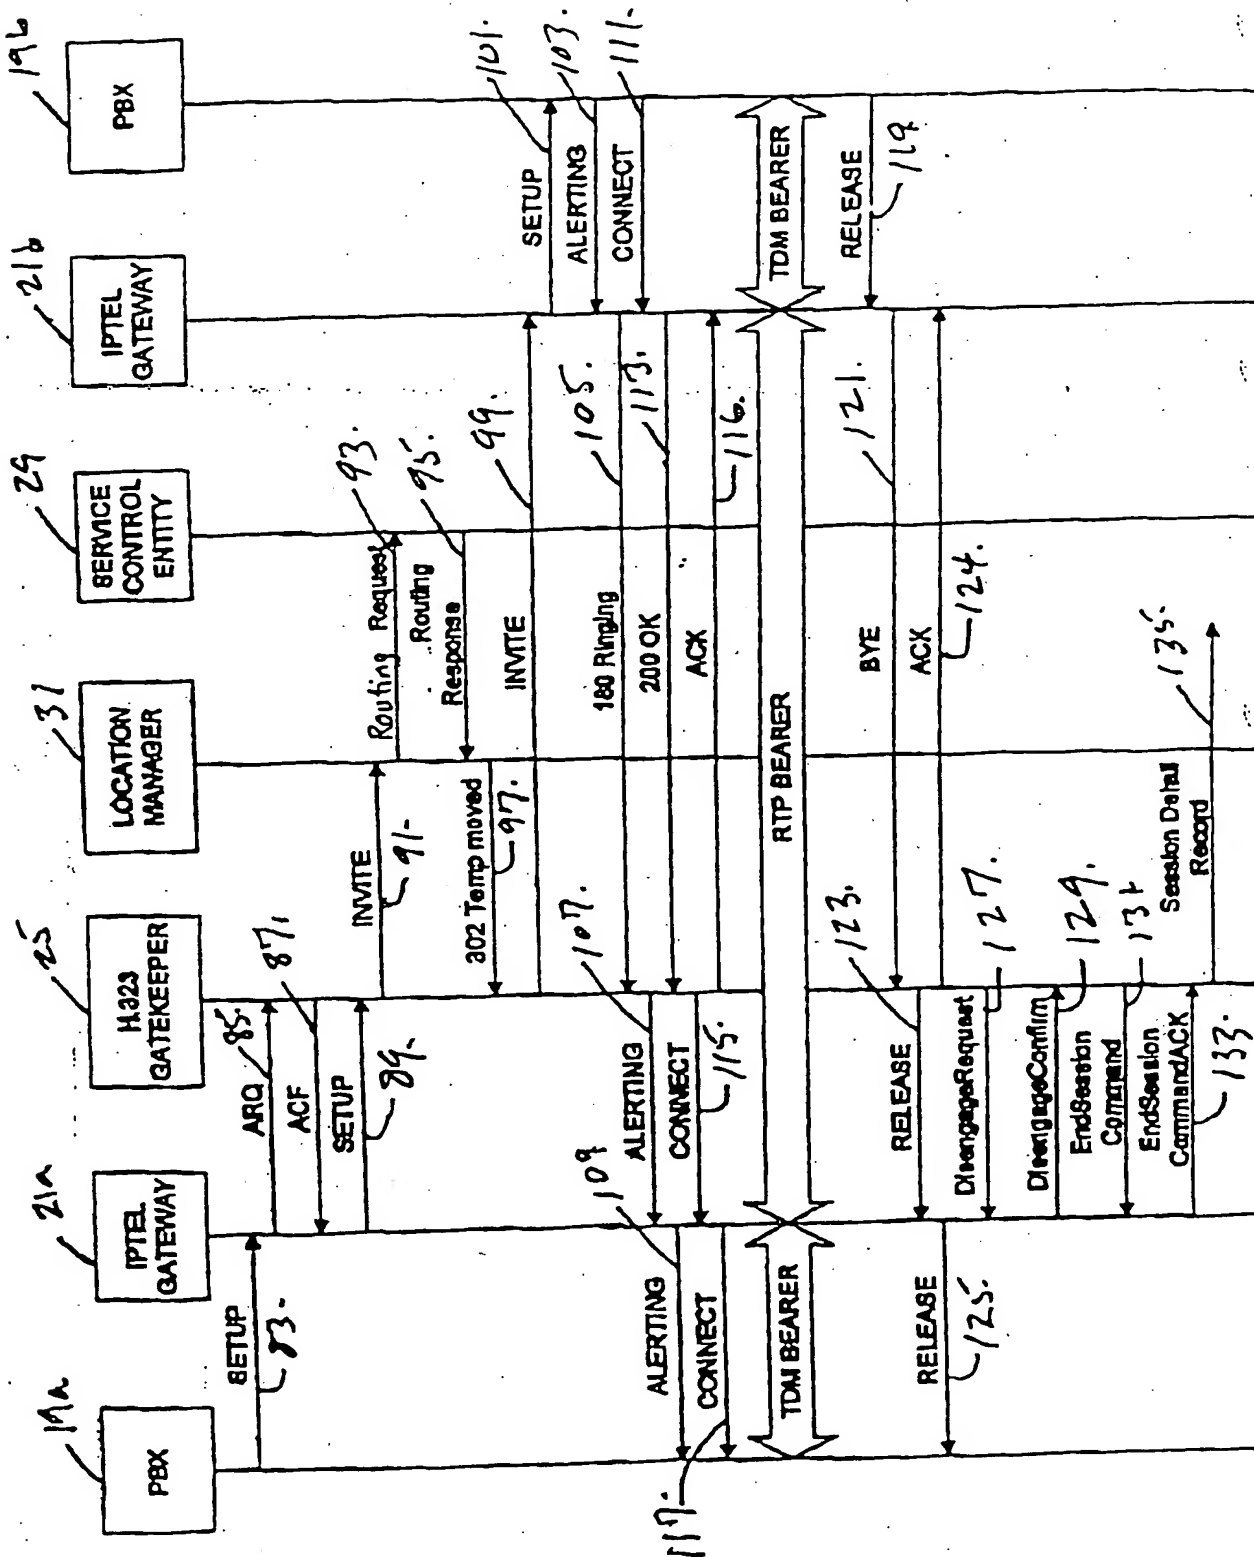 19a
PBX
21a
IPTEL
GATEWAY
25
H.323
GATEKEEPER
31
LOCATION
MANAGER
29
SERVICE
CONTROL
ENTITY
21b
IPTEL
GATEWAY
19b
PBX
SETUP
83.
ARQ
85.
ACF
87.
SETUP
89.
INVITE
91.
Routing Request
93.
Routing
Response
95.
302 Temp moved
97.
INVITE
99.
SETUP
101.
ALERTING
103.
180 Ringing
105.
ALERTING
107.
ALERTING
109
CONNECT
111.
200 OK
113.
CONNECT
115.
ACK
116.
CONNECT
117.
TDM BEARER
RTP BEARER
TDM BEARER
RELEASE
119.
BYE
121.
RELEASE
123.
ACK
124.
RELEASE
125.
DisengageRequest
127.
DisengageConfirm
129.
EndSession
Command
131
EndSession
CommandACK
133.
Session Detail
Record
135.